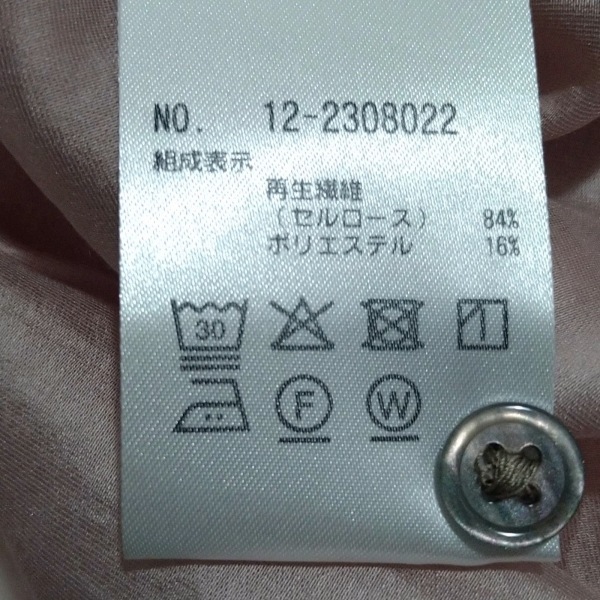 NO. 12-2308022
組成表示
再生繊維
(セルロース) 84%
ポリエステル 16%
30
F W